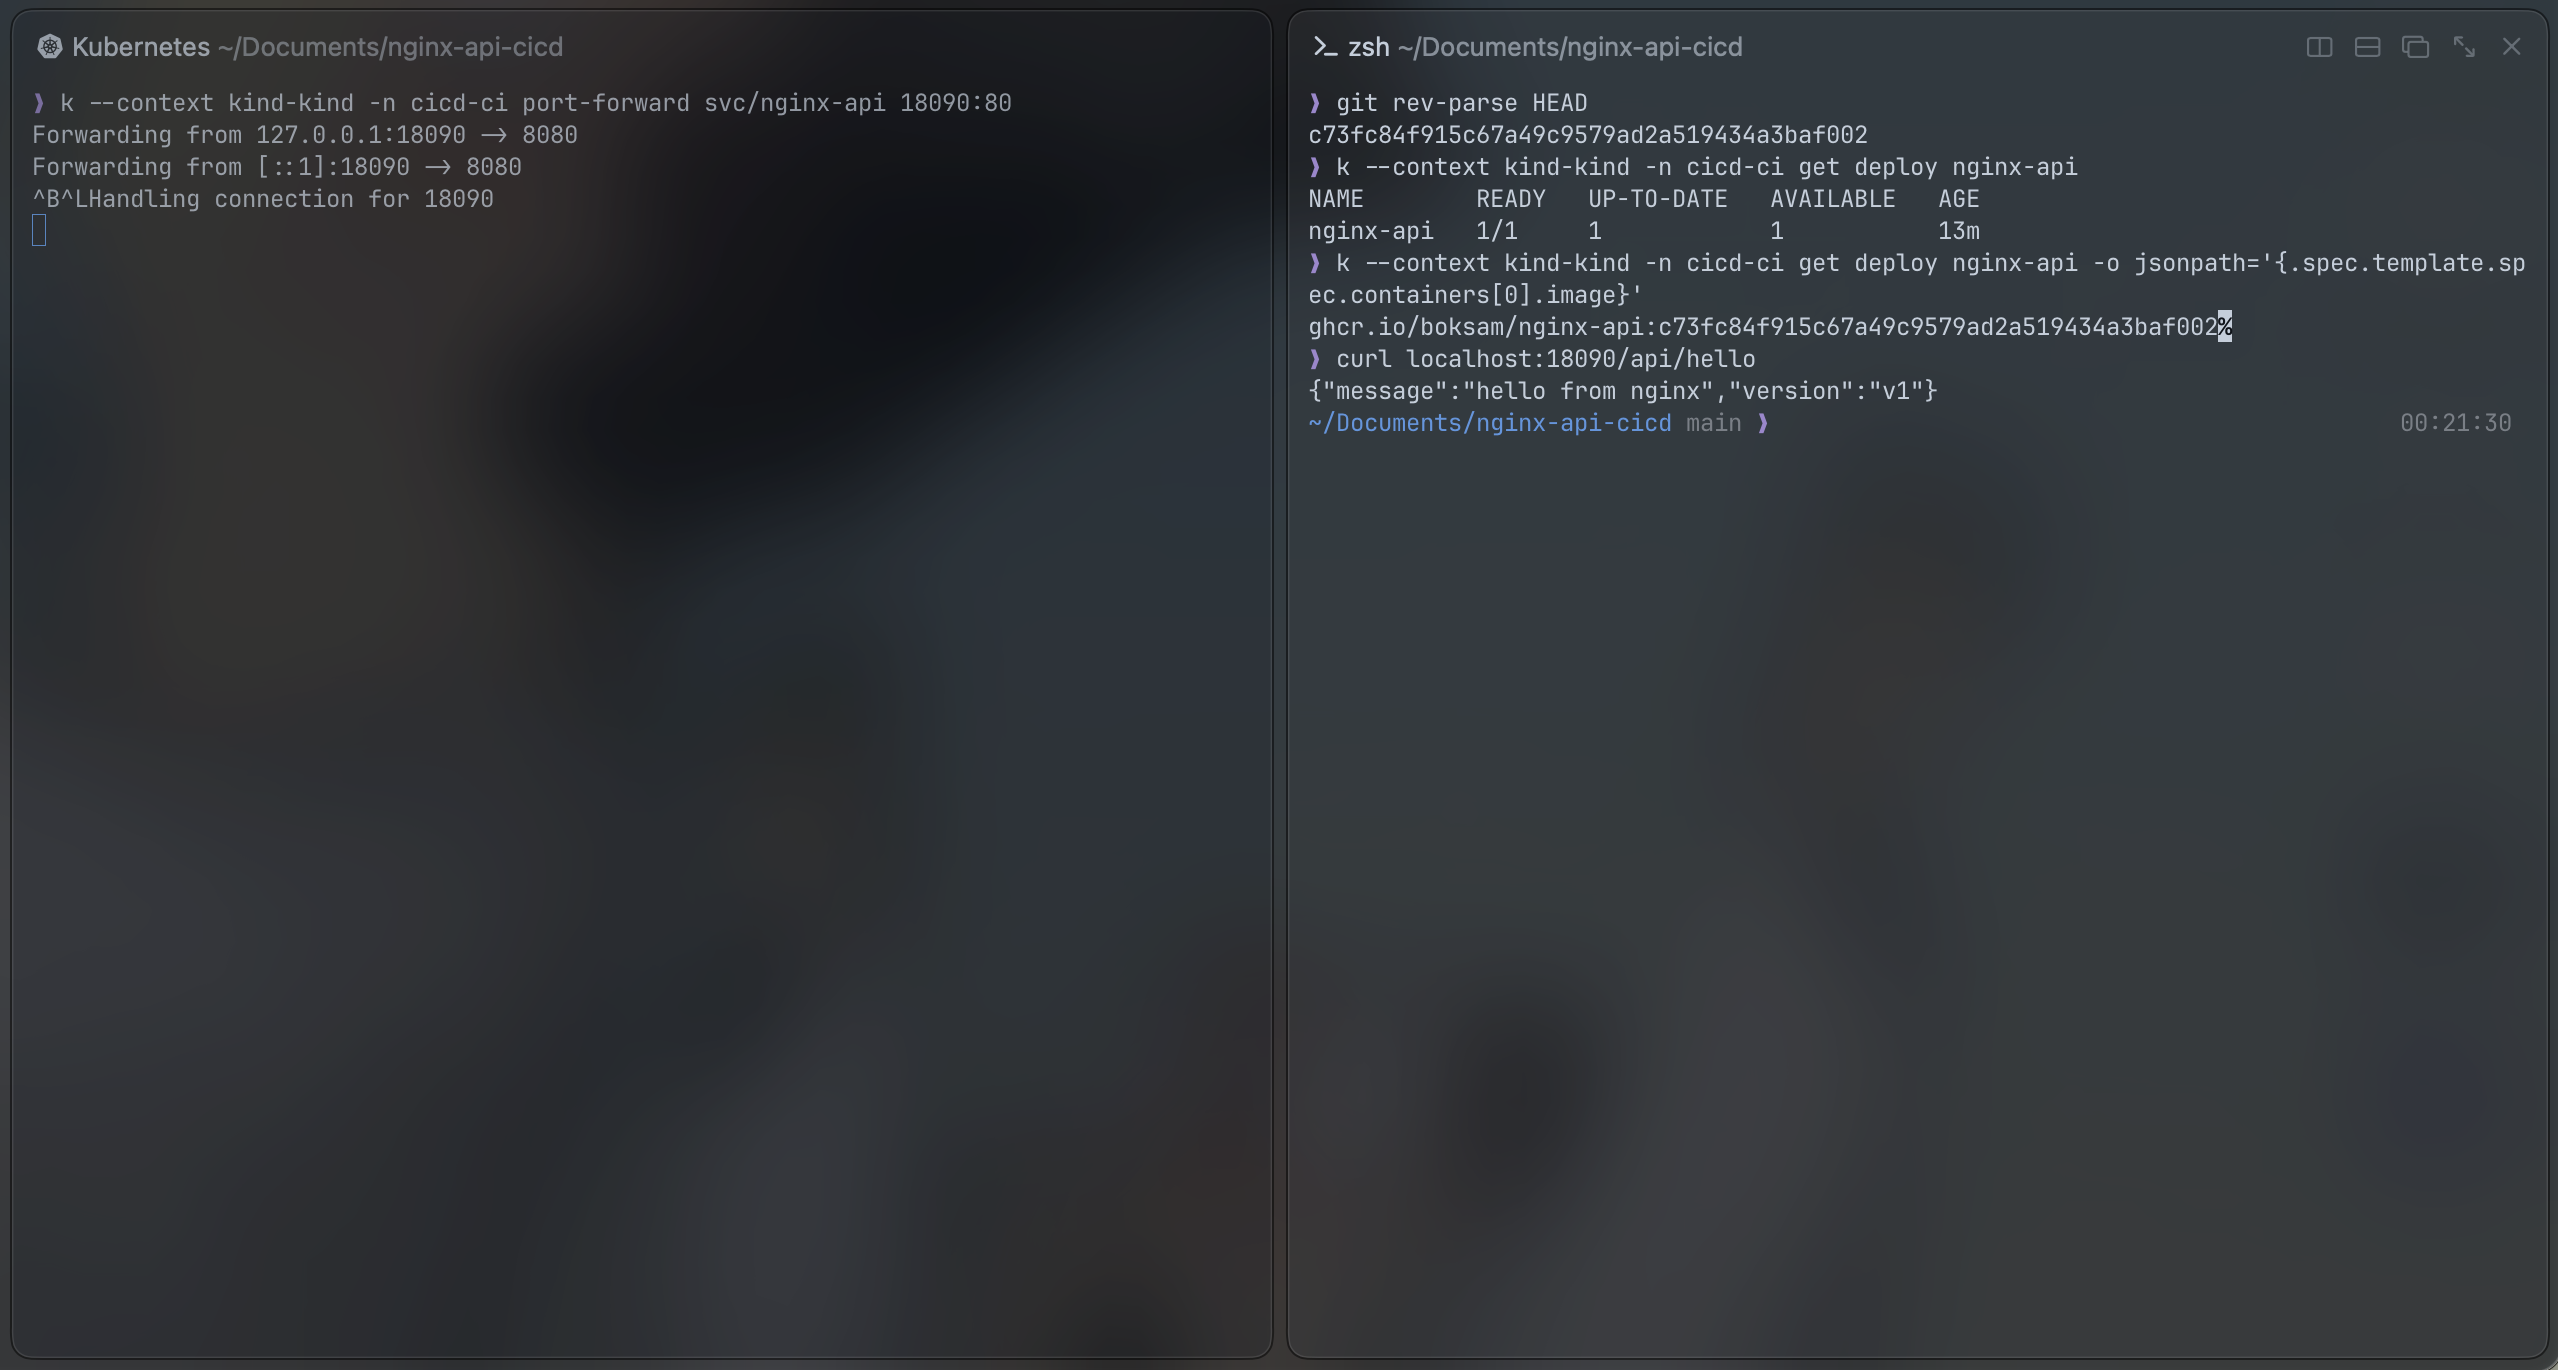 Kubernetes ~/Documents/nginx-api-cicd
❱ k --context kind-kind -n cicd-ci port-forward svc/nginx-api 18090:80
Forwarding from 127.0.0.1:18090 -> 8080
Forwarding from [::1]:18090 -> 8080
^B^LHandling connection for 18090
zsh ~/Documents/nginx-api-cicd
❱ git rev-parse HEAD
c73fc84f915c67a49c9579ad2a519434a3baf002
❱ k --context kind-kind -n cicd-ci get deploy nginx-api
NAME READY UP-TO-DATE AVAILABLE AGE
nginx-api 1/1 1 1 13m
❱ k --context kind-kind -n cicd-ci get deploy nginx-api -o jsonpath='{.spec.template.sp
ec.containers[0].image}'
ghcr.io/boksam/nginx-api:c73fc84f915c67a49c9579ad2a519434a3baf002%
❱ curl localhost:18090/api/hello
{"message":"hello from nginx","version":"v1"}
~/Documents/nginx-api-cicd main ❱ 00:21:30